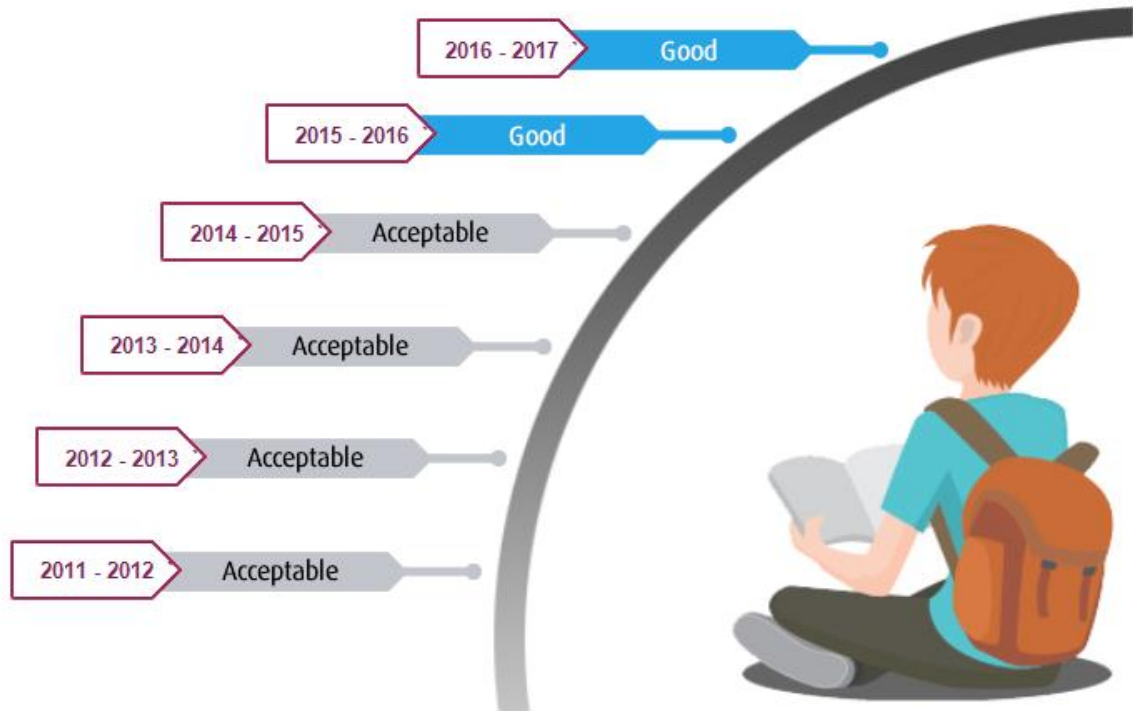 2016 - 2017 Good
2015 - 2016 Good
2014 - 2015 Acceptable
2013 - 2014 Acceptable
2012 - 2013 Acceptable
2011 - 2012 Acceptable